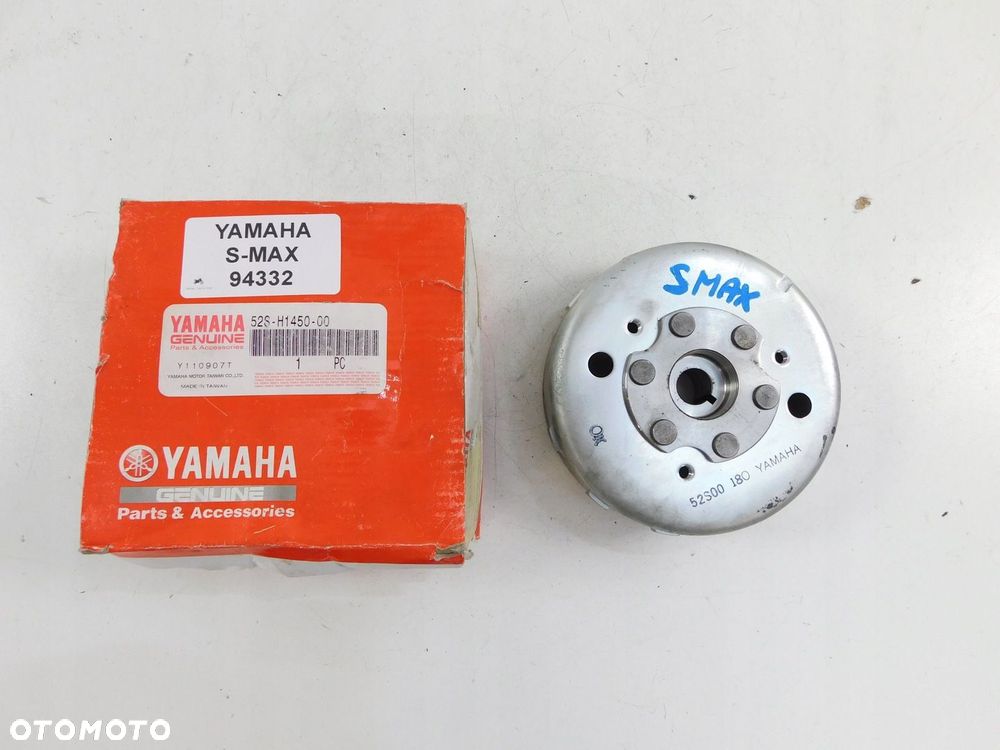 YAMAHA
S-MAX
94332
YAMAHA
GENUINE
Parts & Accessories
52S-H1450-00
Y110907T
1 PC
YAMAHA MOTOR TAIWAN CO.,LTD.
MADE IN TAIWAN
YAMAHA
GENUINE
Parts & Accessories
SMAX
52S00 180 YAMAHA
OTOMOTO